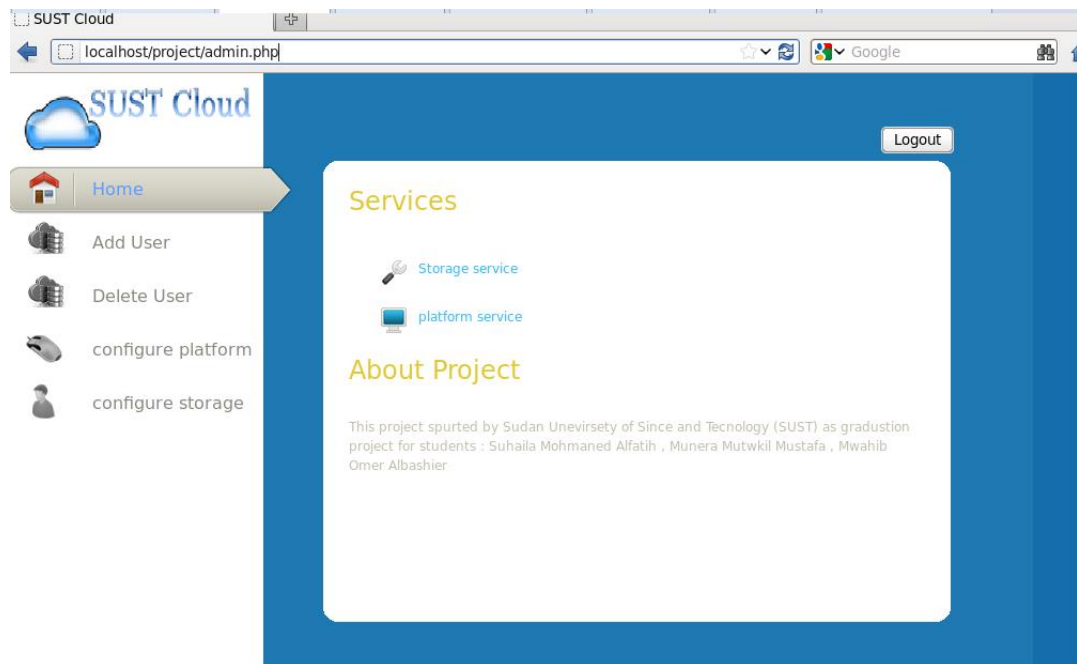 SUST Cloud
localhost/project/admin.php
Google
SUST Cloud
Logout
Home
Add User
Delete User
configure platform
configure storage
Services
Storage service
platform service
About Project
This project spurted by Sudan Unevirsety of Since and Tecnology (SUST) as gradustion
project for students : Suhaila Mohmaned Alfatih , Munera Mutwkil Mustafa , Mwahib
Omer Albashier